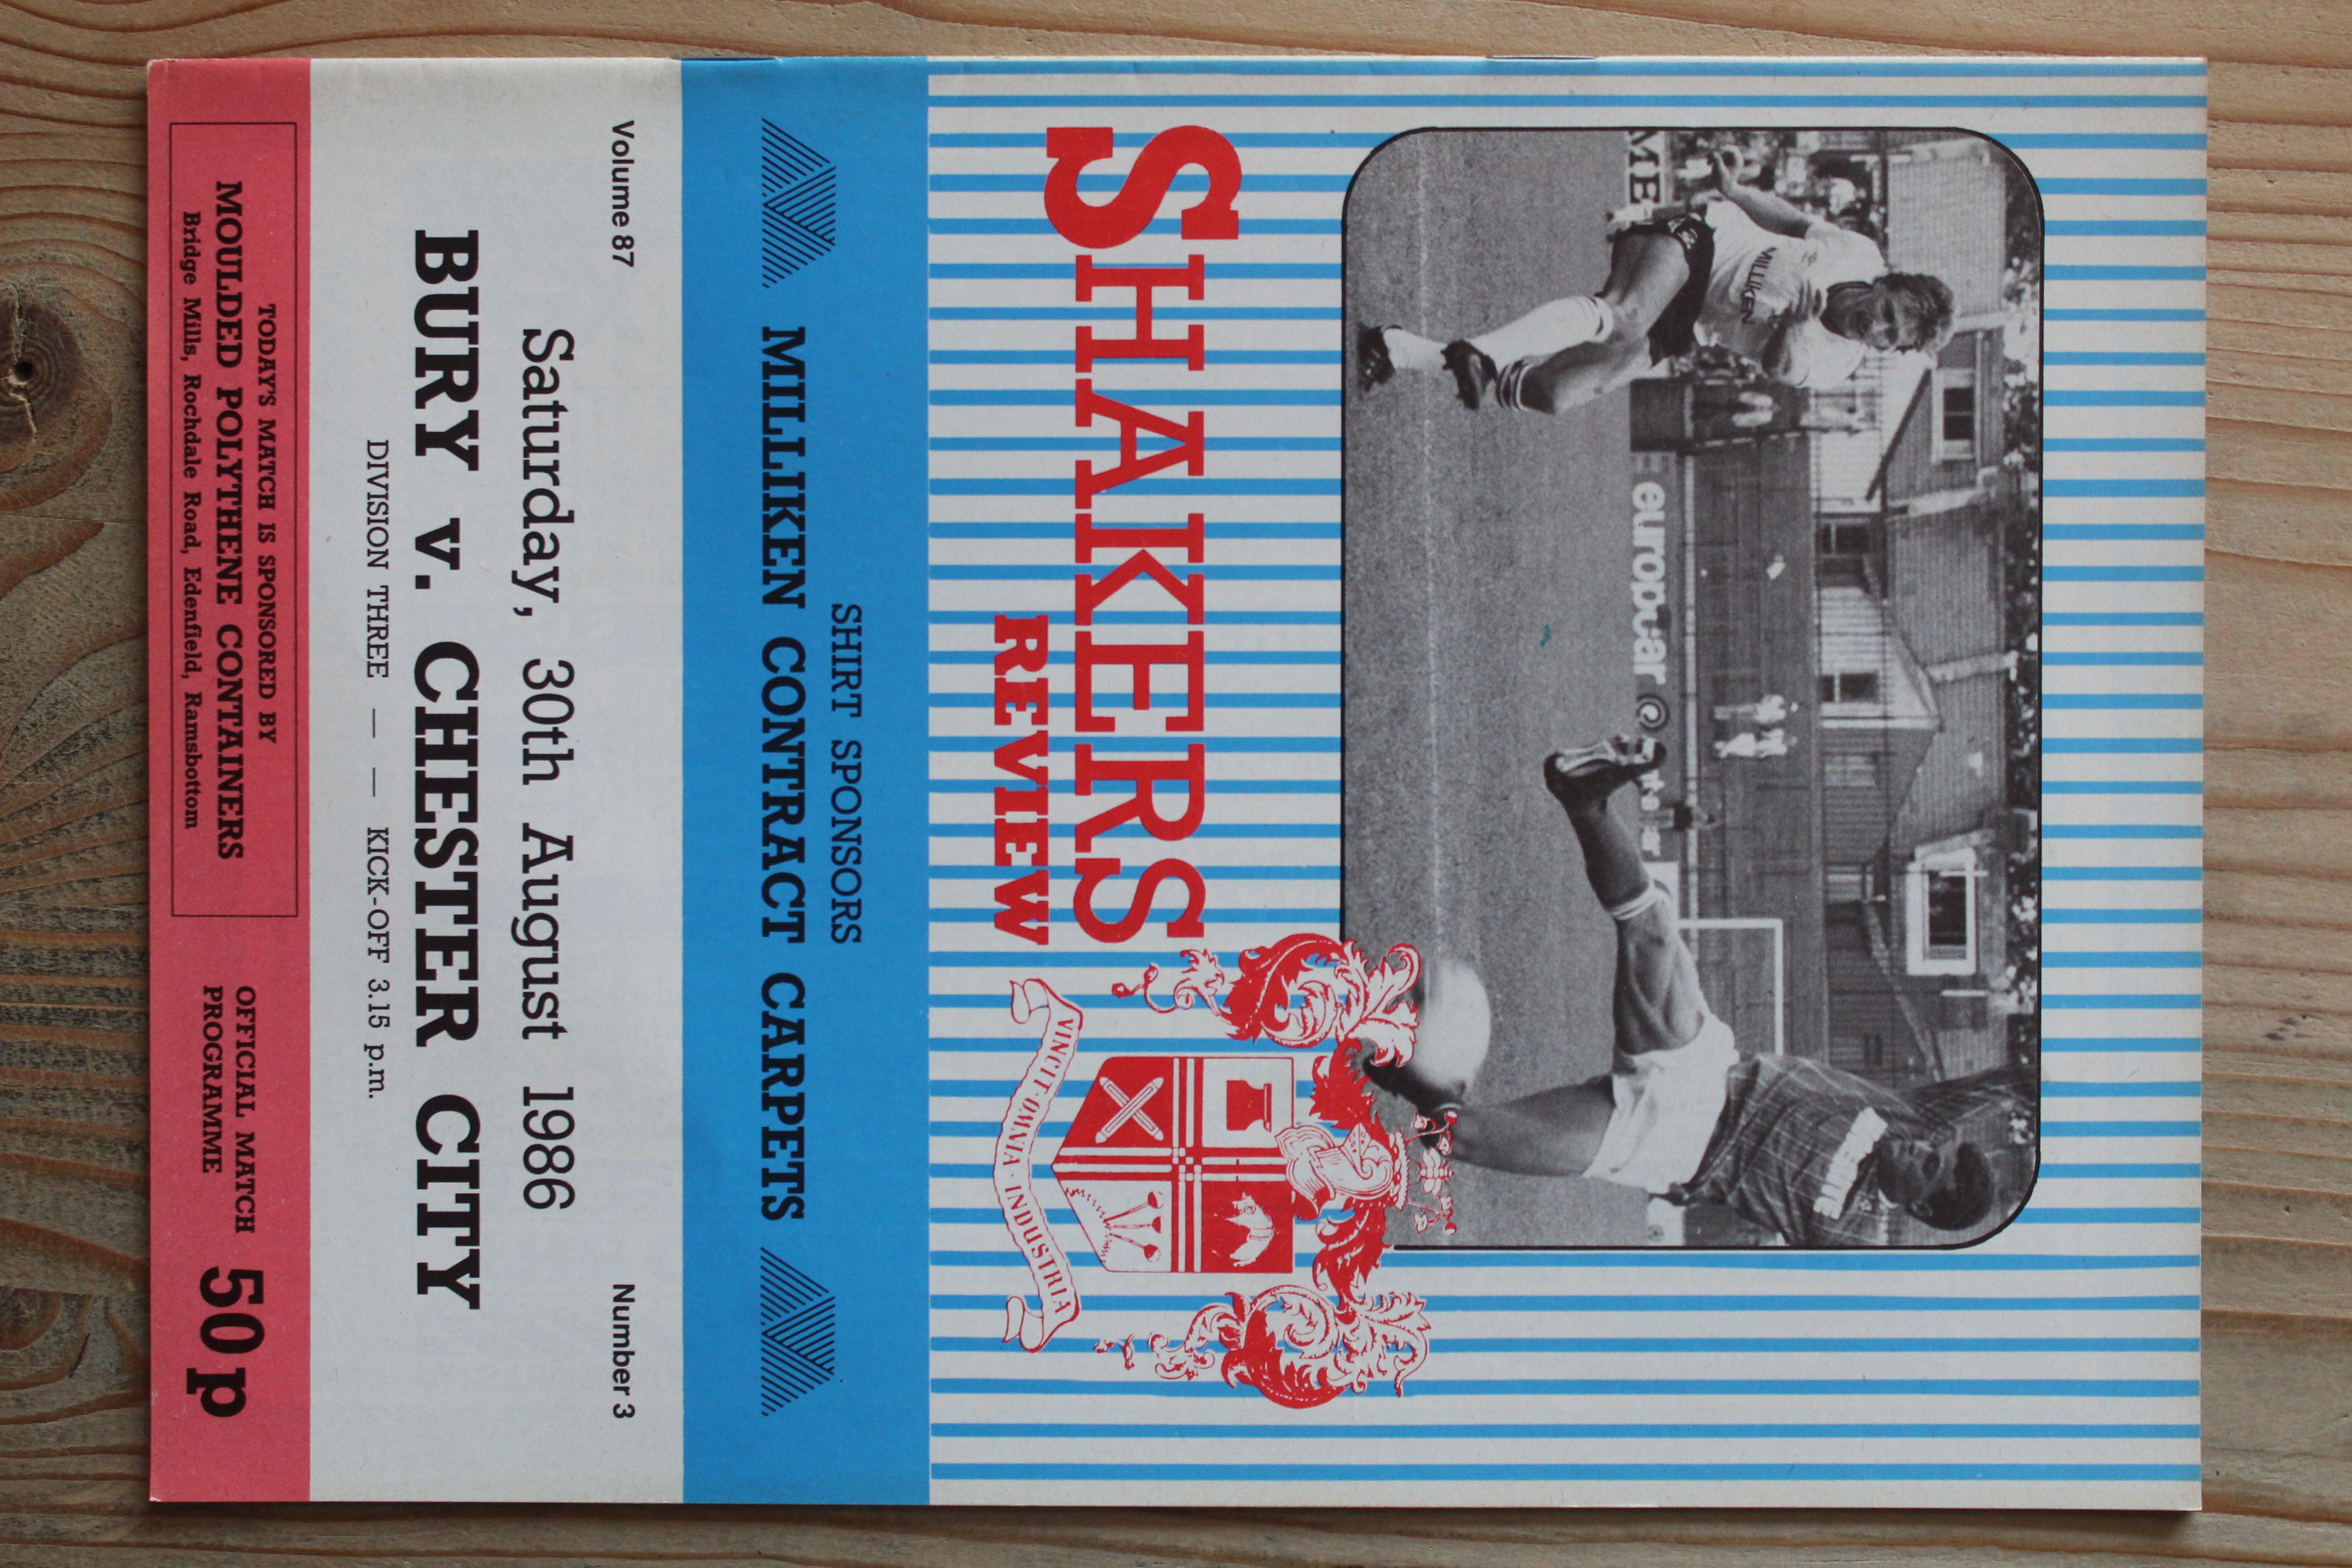 MILLIKEN
ME
europcar
SHAKERS
REVIEW
VINCIT OMNIA INDUSTRIA
SHIRT SPONSORS
MILLIKEN CONTRACT CARPETS
Volume 87
Number 3
Saturday, 30th August 1986
BURY v. CHESTER CITY
DIVISION THREE — — KICK-OFF 3.15 p.m.
TODAY'S MATCH IS SPONSORED BY
MOULDED POLYTHENE CONTAINERS
Bridge Mills, Rochdale Road, Edenfield, Ramsbottom
OFFICIAL MATCH
PROGRAMME
50p